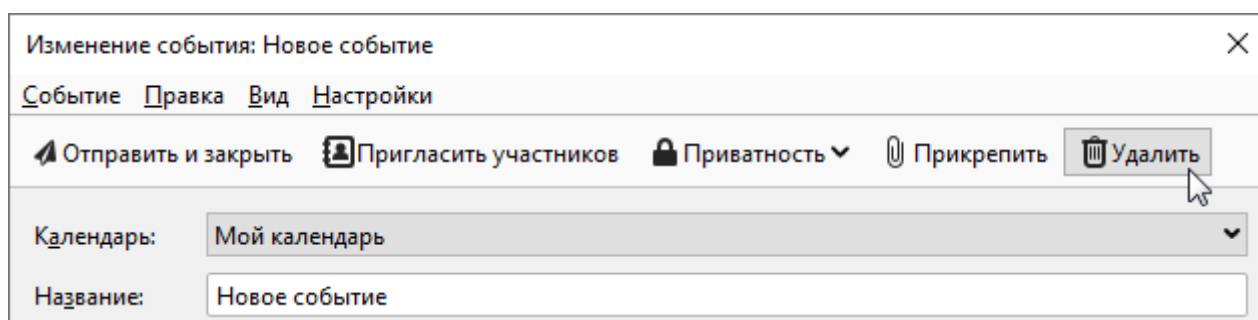 Изменение события: Новое событие
Событие Правка Вид Настройки
Отправить и закрыть Пригласить участников Приватность Прикрепить Удалить
Календарь: Мой календарь
Название: Новое событие